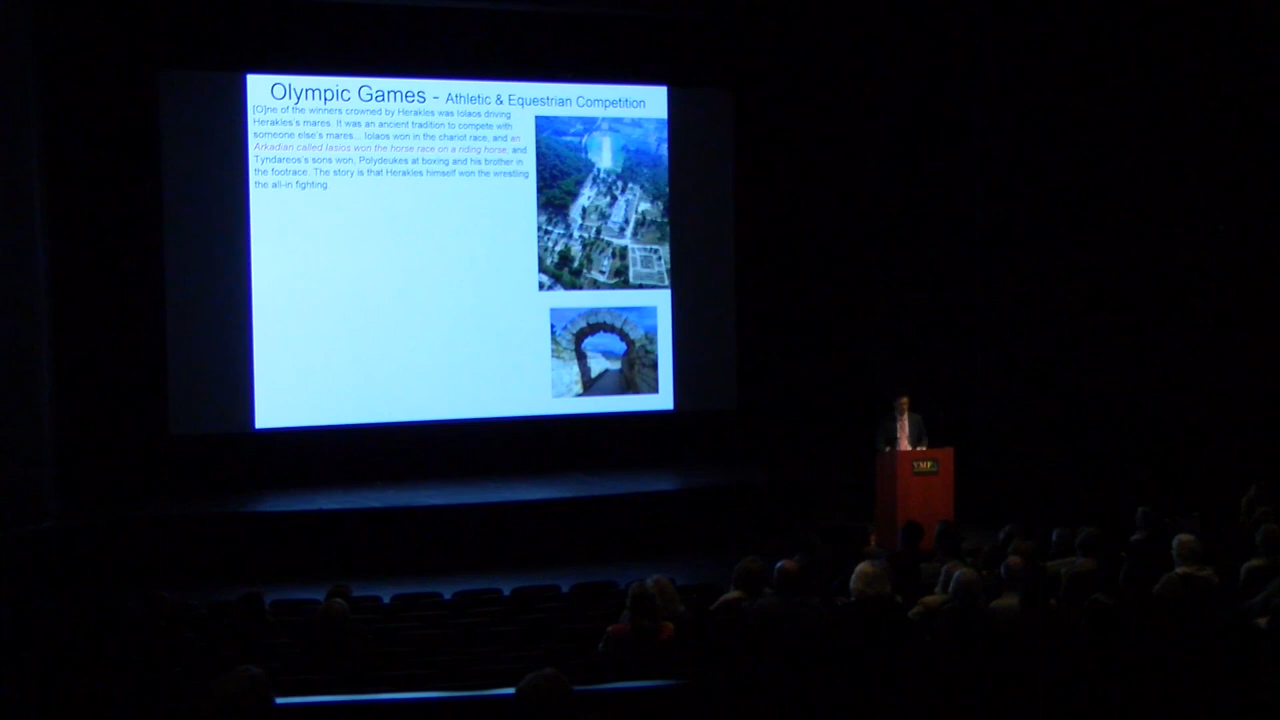 Olympic Games - Athletic & Equestrian Competition
[O]ne of the winners crowned by Herakles was Iolaos driving
Herakles's mares. It was an ancient tradition to compete with
someone else's mares... Iolaos won in the chariot race, and an
Arkadian called Iasios won the horse race on a riding horse, and
Tyndareos's sons won, Polydeukes at boxing and his brother in
the footrace. The story is that Herakles himself won the wrestling
the all-in fighting.
VMFA